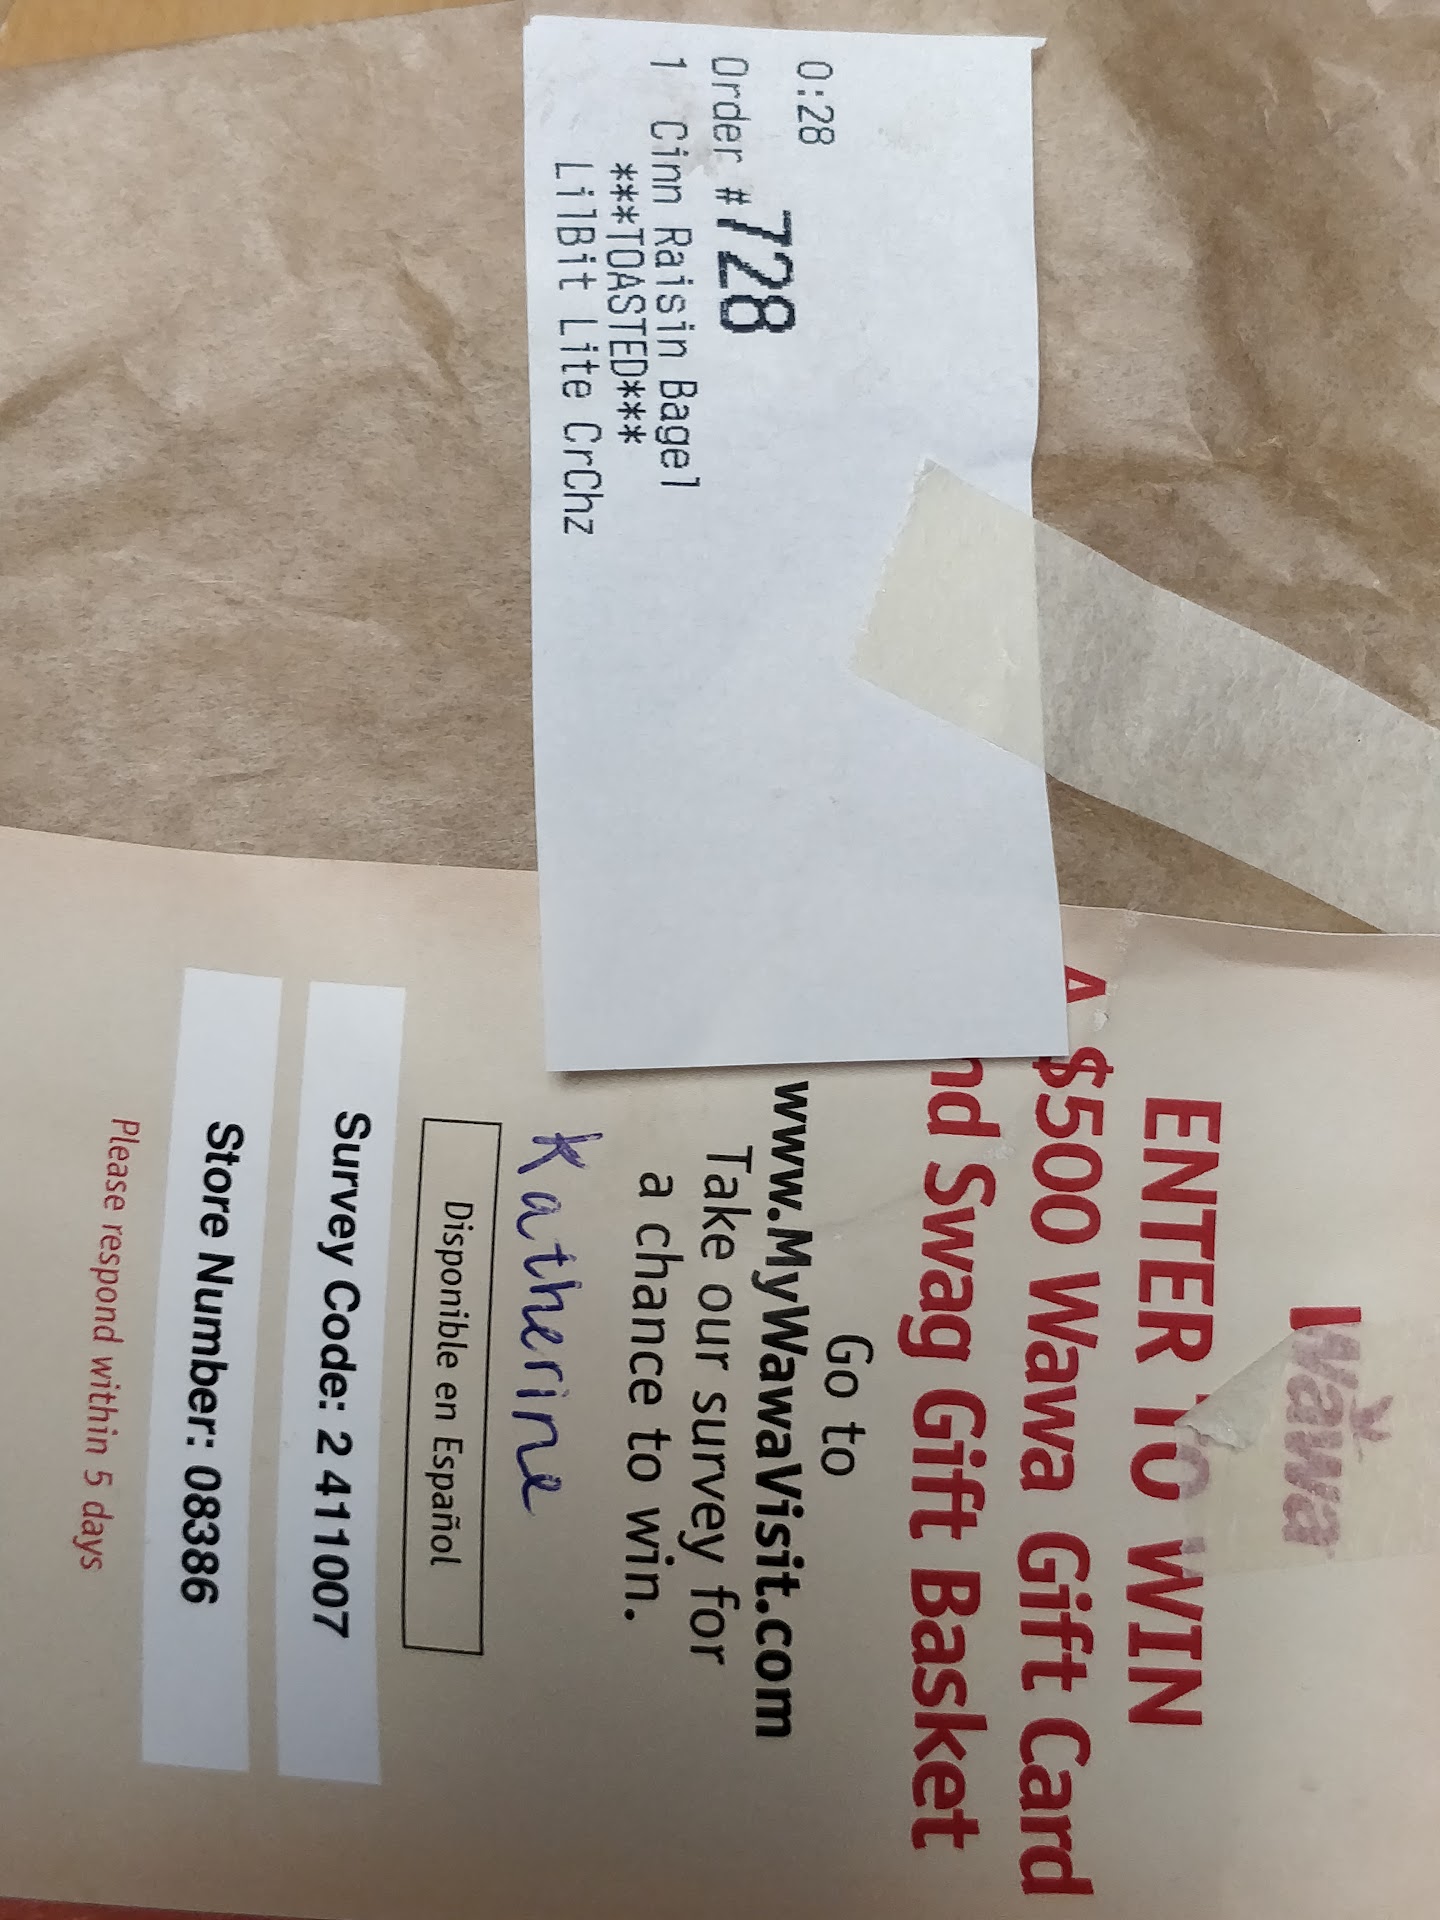 0:28
Order #728
1 Cinn Raisin Bagel
***TOASTED***
LilBit Lite CrChz
Wawa
ENTER TO WIN
A $500 Wawa Gift Card
nd Swag Gift Basket
Go to
www.MyWawaVisit.com
Take our survey for
a chance to win.
Katherine
Disponible en Español
Survey Code: 2 411007
Store Number: 08386
Please respond within 5 days